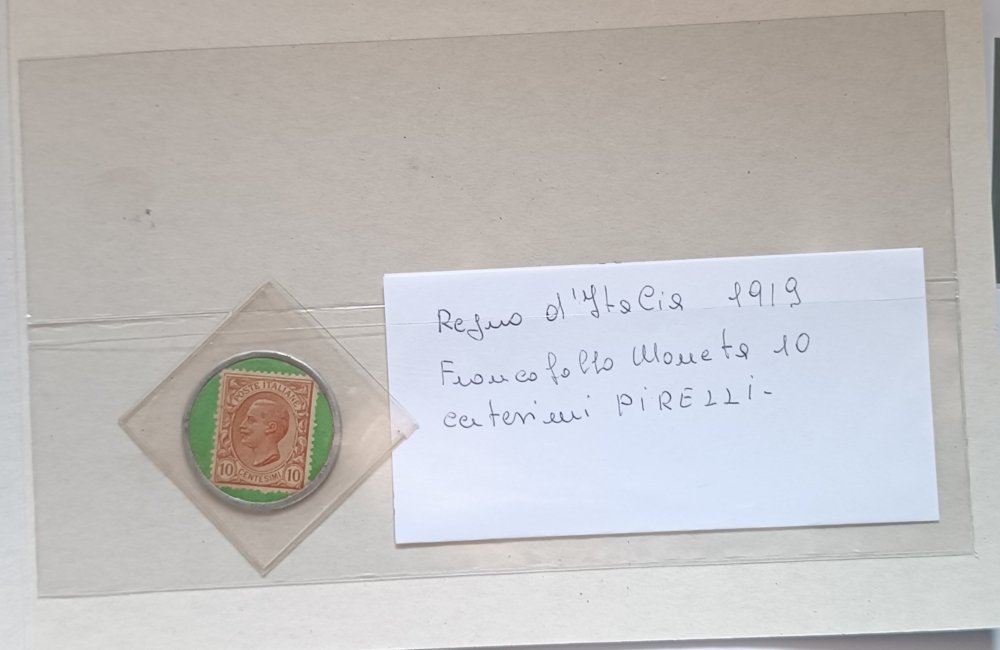 POSTE ITALIANE
10 CENTESIMI 10
Regno d'Italia 1919
Francobollo Moneta 10
centesimi PIRELLI-